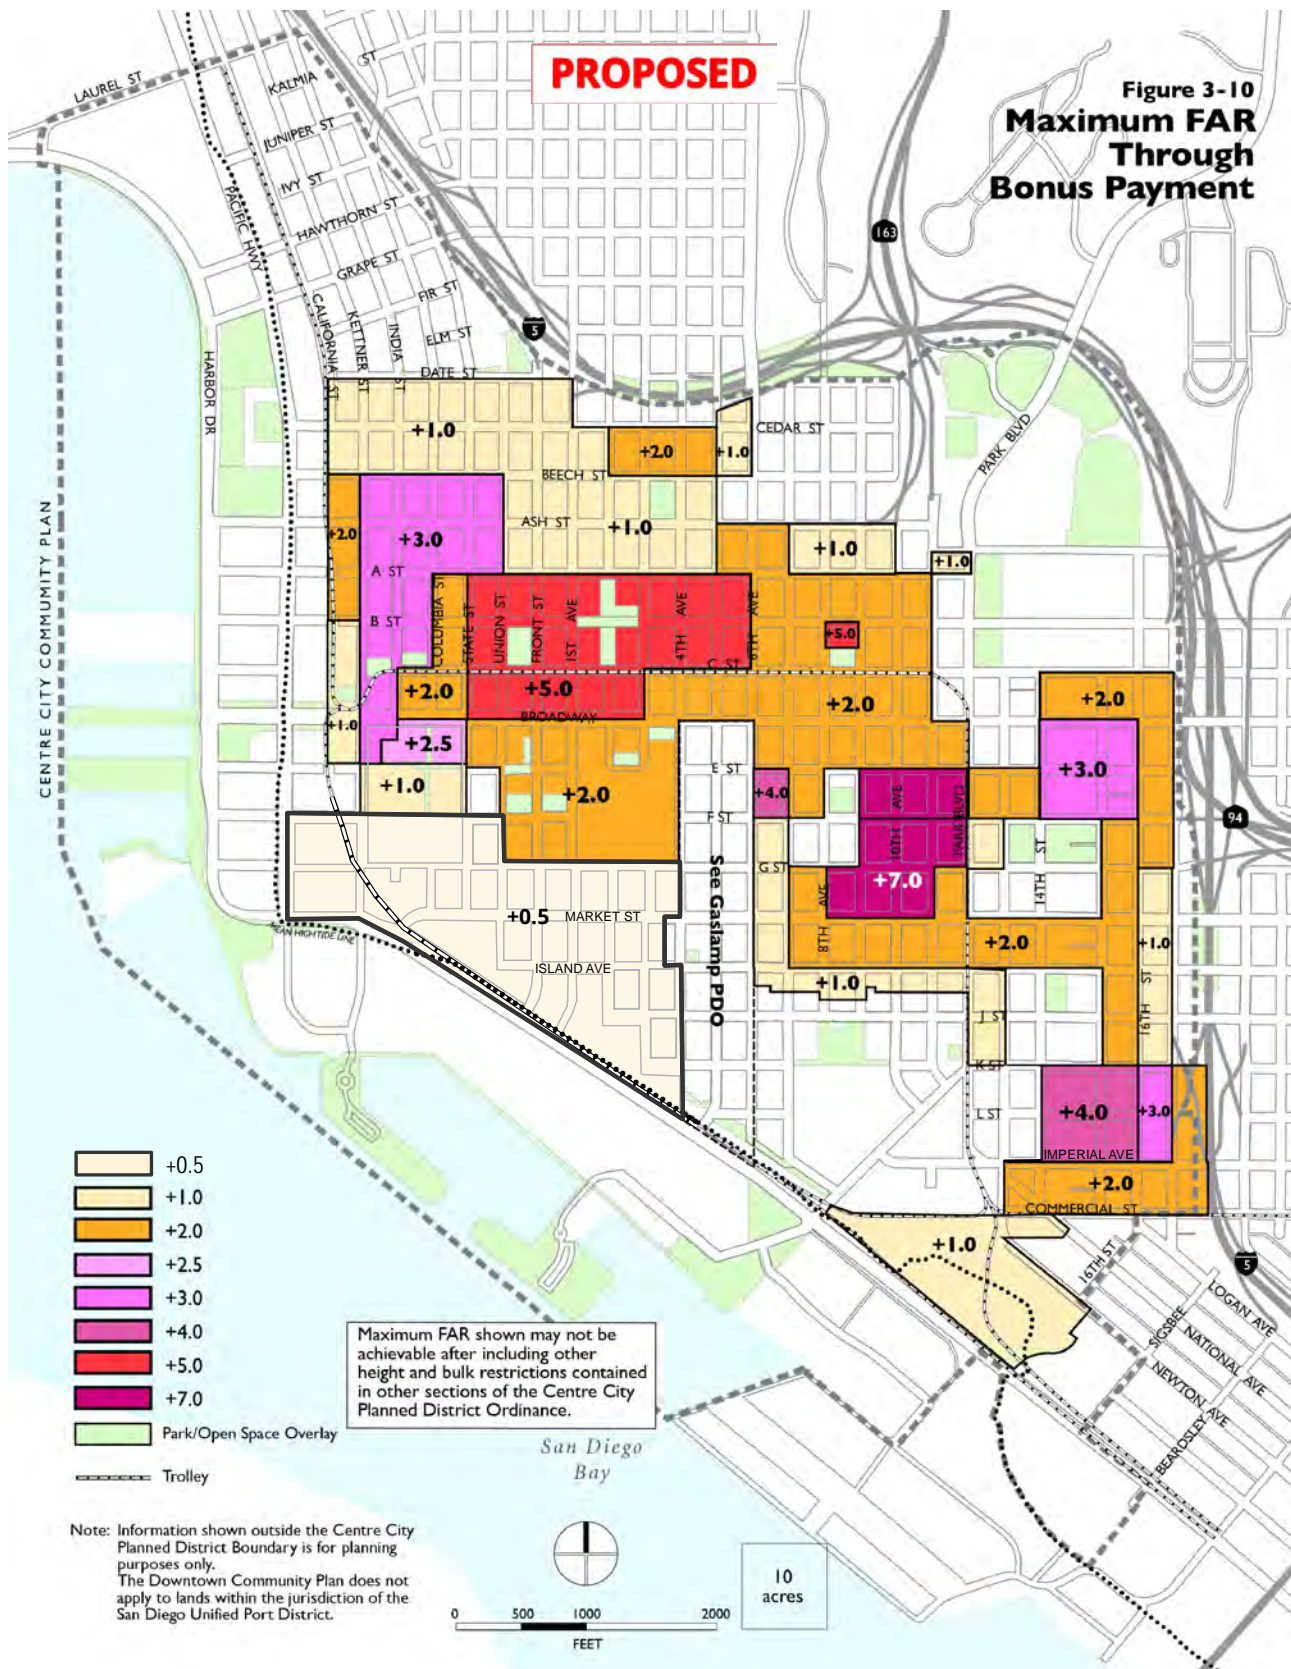 PROPOSED
Figure 3-10
Maximum FAR
Through
Bonus Payment
LAUREL ST
KALMIA
ST
JUNIPER ST
IVY ST
HAWTHORN ST
GRAPE ST
FIR ST
ELM ST
DATE ST
PACIFIC HWY
CALIFORNIA ST
KETTNER ST
INDIA ST
HARBOR DR
163
5
CENTRE CITY COMMUNITY PLAN
CEDAR ST
PARK BLVD
+1.0
+2.0
+1.0
BEECH ST
ASH ST
+1.0
+2.0
+3.0
+1.0
+1.0
A ST
B ST
COLUMBIA ST
STATE ST
UNION ST
FRONT ST
1ST AVE
4TH AVE
6TH AVE
C ST
+5.0
+2.0
+5.0
+2.0
+2.0
BROADWAY
+1.0
+2.5
+1.0
+2.0
E ST
+4.0
F ST
10TH AVE
PARK BLVD
+3.0
94
G ST
+7.0
14TH ST
8TH AVE
See Gaslamp PDO
+0.5
MARKET ST
MEAN HIGH TIDE LINE
ISLAND AVE
+2.0
+1.0
+1.0
16TH ST
J ST
K ST
L ST
+4.0
+3.0
IMPERIAL AVE
+2.0
COMMERCIAL ST
+1.0
16TH ST
5
LOGAN AVE
SIGSBEE
NATIONAL AVE
NEWTON AVE
BEARDSLEY
+0.5
+1.0
+2.0
+2.5
+3.0
+4.0
+5.0
+7.0
Park/Open Space Overlay
Trolley
Maximum FAR shown may not be
achievable after including other
height and bulk restrictions contained
in other sections of the Centre City
Planned District Ordinance.
San Diego
Bay
Note: Information shown outside the Centre City
Planned District Boundary is for planning
purposes only.
The Downtown Community Plan does not
apply to lands within the jurisdiction of the
San Diego Unified Port District.
0 500 1000 2000
FEET
10
acres